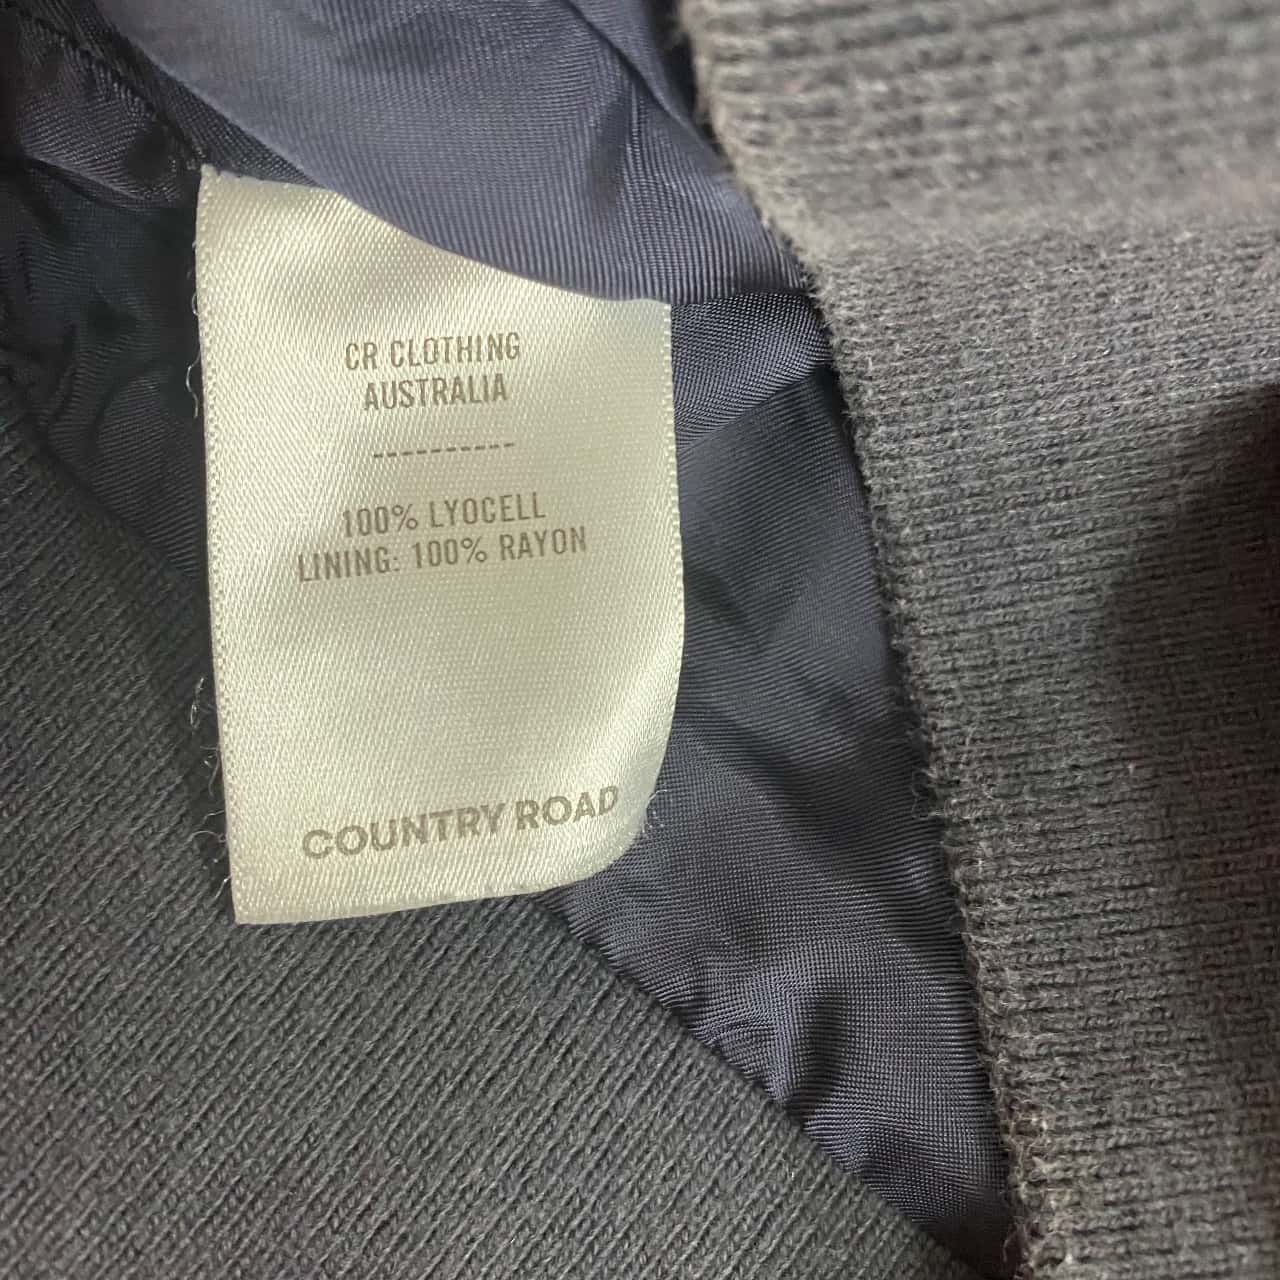 CR CLOTHING
AUSTRALIA
----------
100% LYOCELL
LINING: 100% RAYON
COUNTRY ROAD